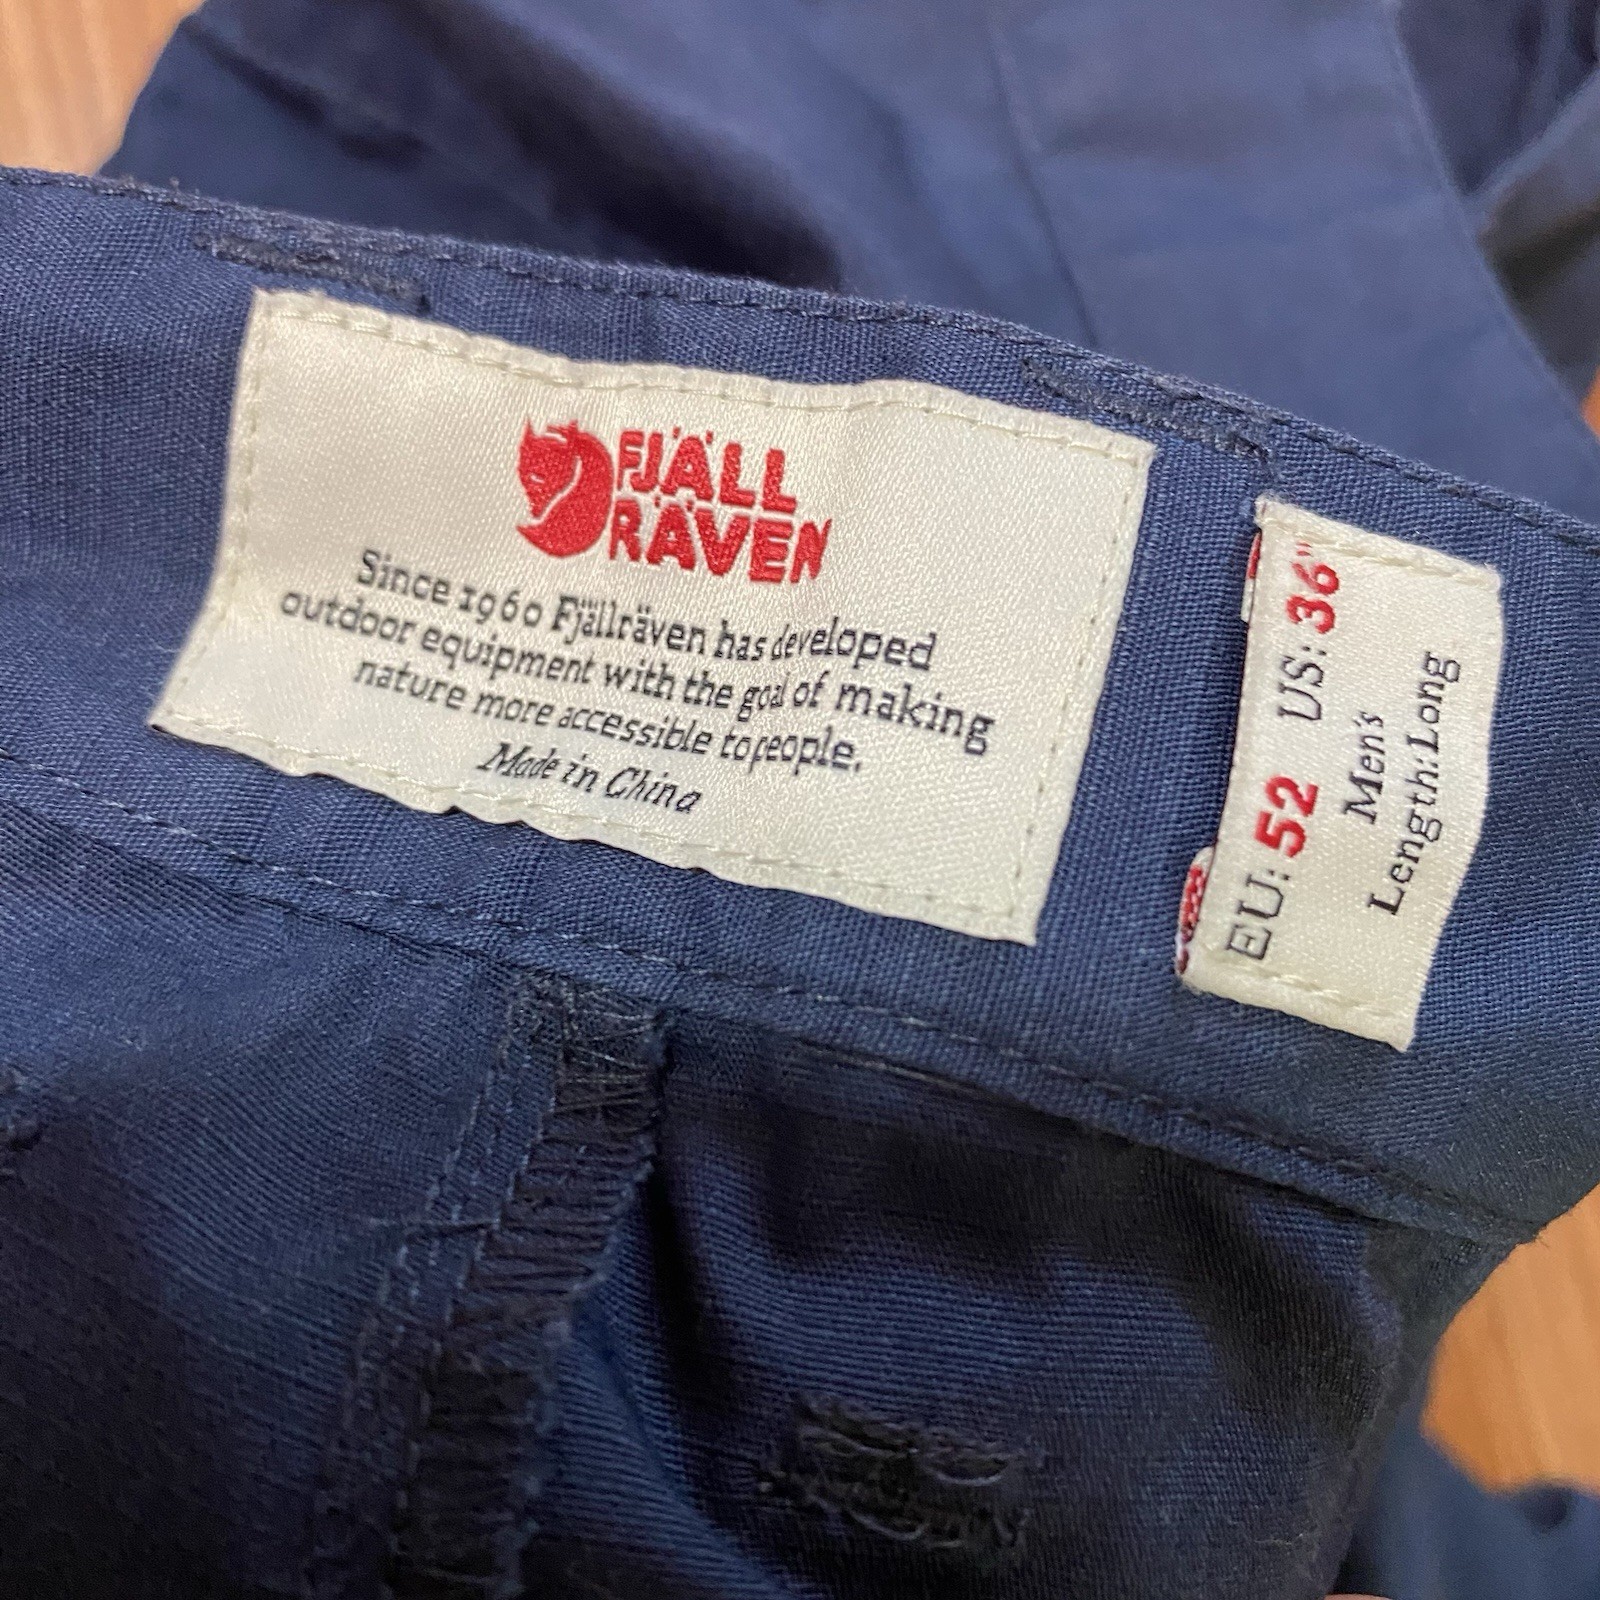 FJÄLL
RÄVEN
Since 1960 Fjällräven has developed
outdoor equipment with the goal of making
nature more accessible to people.
Made in China
EU: 52 US: 36"
Men's
Length:Long